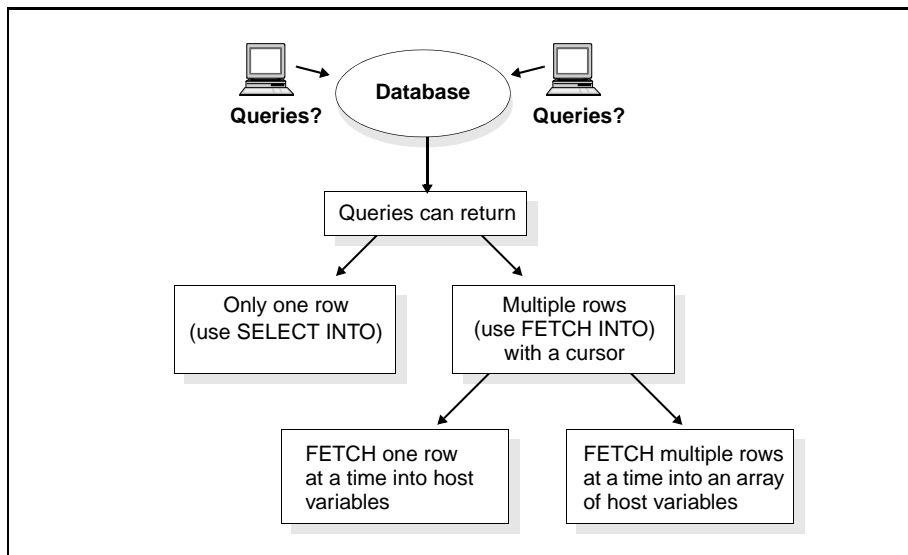 Database
Queries?
Queries?
Queries can return
Only one row
(use SELECT INTO)
Multiple rows
(use FETCH INTO)
with a cursor
FETCH one row
at a time into host
variables
FETCH multiple rows
at a time into an array
of host variables